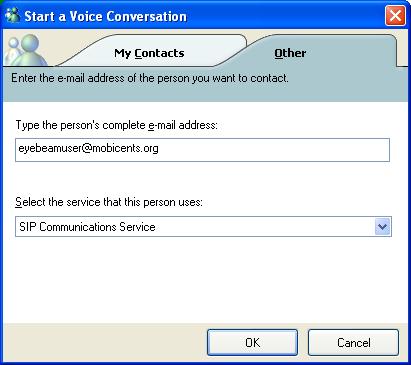 Start a Voice Conversation
My Contacts Other
Enter the e-mail address of the person you want to contact.
Type the person's complete e-mail address:
eyebeamuser@mobicents.org
Select the service that this person uses:
SIP Communications Service
OK Cancel